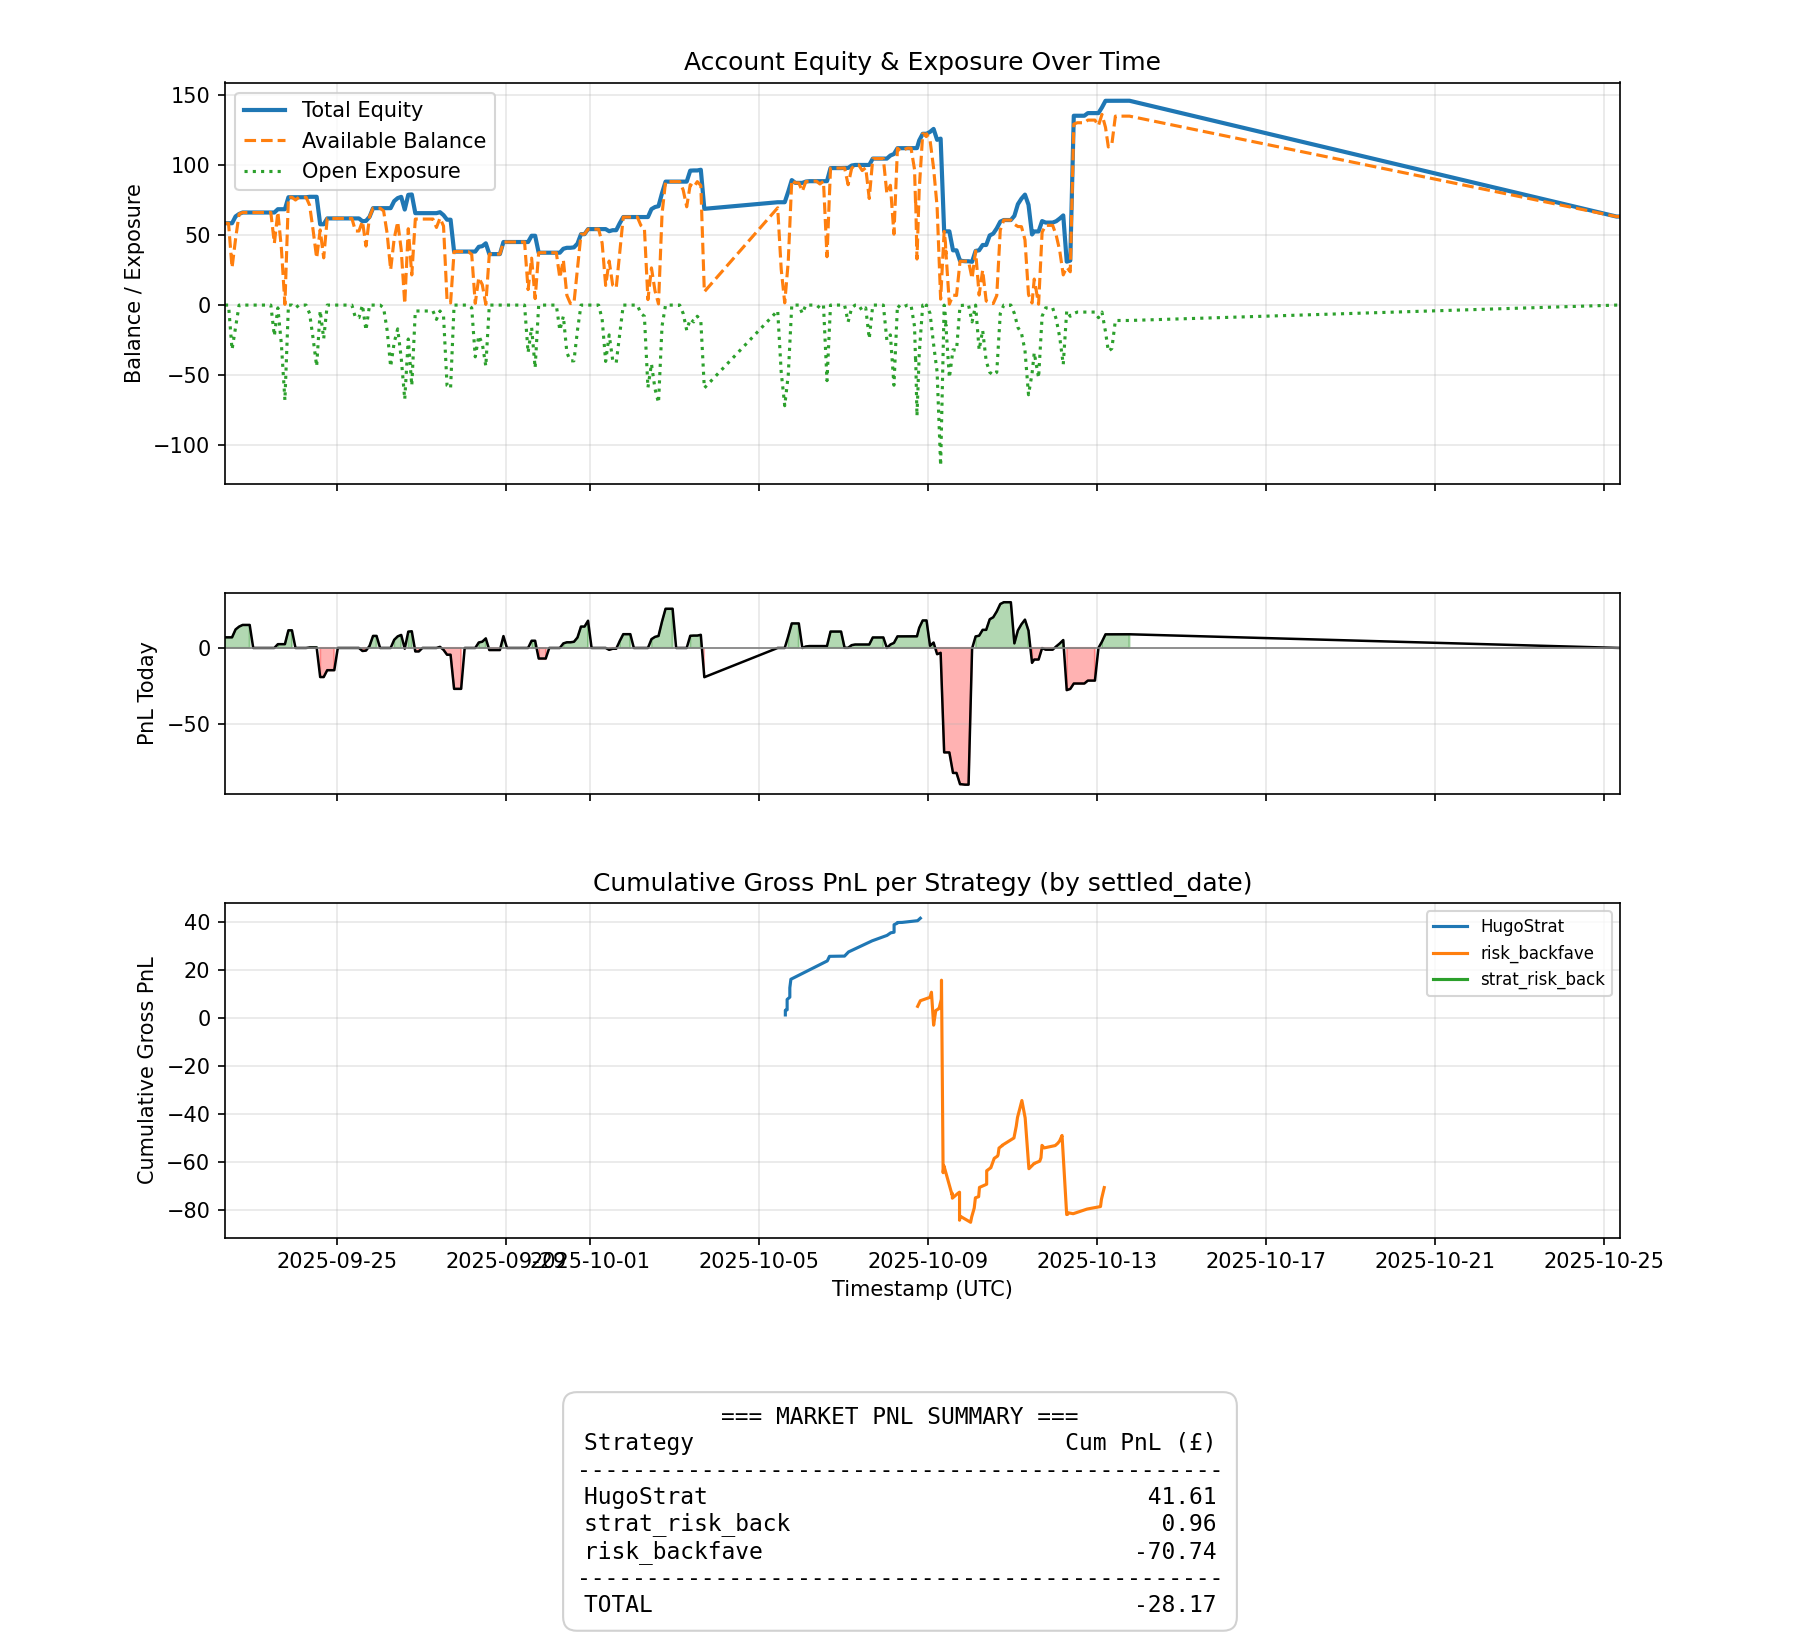 Account Equity & Exposure Over Time
Total Equity
Available Balance
Open Exposure
Balance / Exposure
150
100
50
0
−50
−100
PnL Today
0
−50
Cumulative Gross PnL per Strategy (by settled_date)
HugoStrat
risk_backfave
strat_risk_back
Cumulative Gross PnL
40
20
0
−20
−40
−60
−80
2025-09-25 2025-09-29 2025-10-01 2025-10-05 2025-10-09 2025-10-13 2025-10-17 2025-10-21 2025-10-25
Timestamp (UTC)
=== MARKET PNL SUMMARY ===
Strategy Cum PnL (£)
-----------------------------------------------
HugoStrat 41.61
strat_risk_back 0.96
risk_backfave -70.74
-----------------------------------------------
TOTAL -28.17